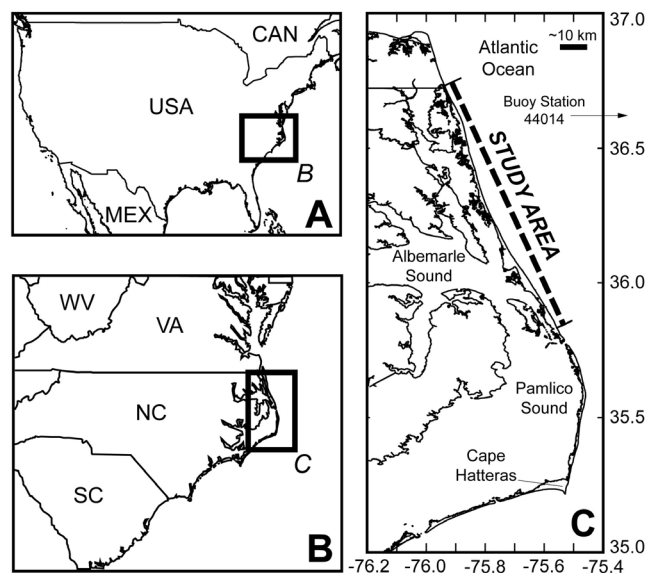 CAN
USA
MEX
B
A
WV
VA
NC
SC
C
B
37.0
~10 km
Atlantic
Ocean
Buoy Station
44014
36.5
STUDY AREA
Albemarle
Sound
36.0
Pamlico
Sound
35.5
Cape
Hatteras
C
35.0
-76.2 -76.0 -75.8 -75.6 -75.4